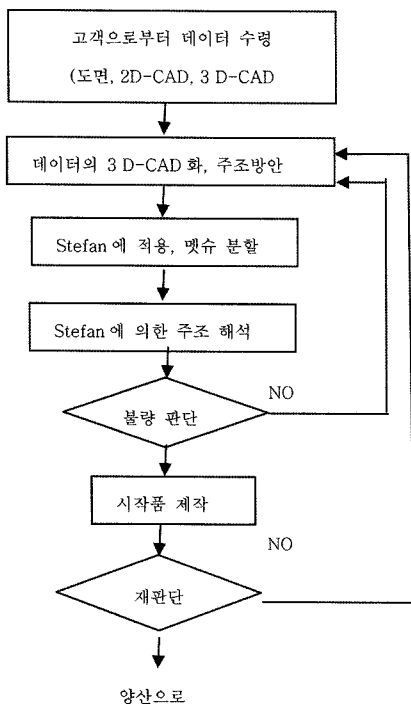 고객으로부터 데이터 수령
(도면, 2D-CAD, 3 D-CAD
데이터의 3 D-CAD 화, 주조방안
Stefan 에 적용, 멧슈 분할
Stefan 에 의한 주조 해석
NO
불량 판단
시작품 제작
NO
재판단
양산으로